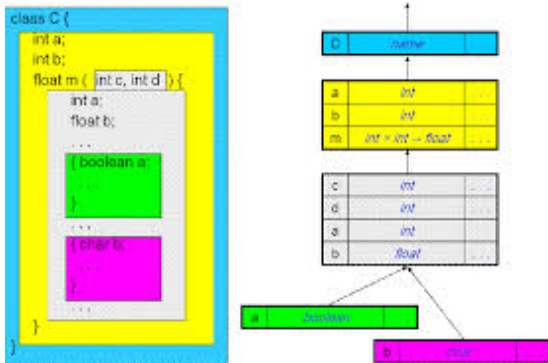 class C {
int a;
int b;
float m ( int c, int d ) {
int a;
float b;
. . .
{ boolean a;
. . .
}
. . .
{ char b;
. . .
}
. . .
}
}
C name
a int . . .
b int
m int × int → float . . .
c int . . .
d int
a int
b float . . .
a boolean
b char